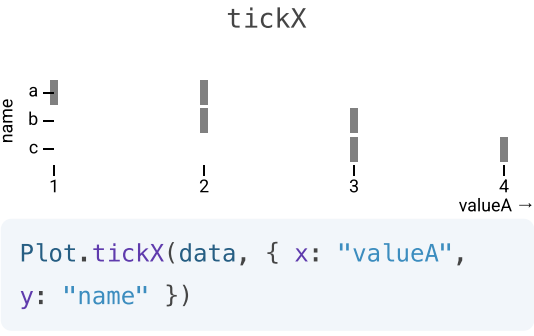 tickX
name
a
b
c
1 2 3 4
valueA →
Plot.tickX(data, { x: "valueA",
y: "name" })